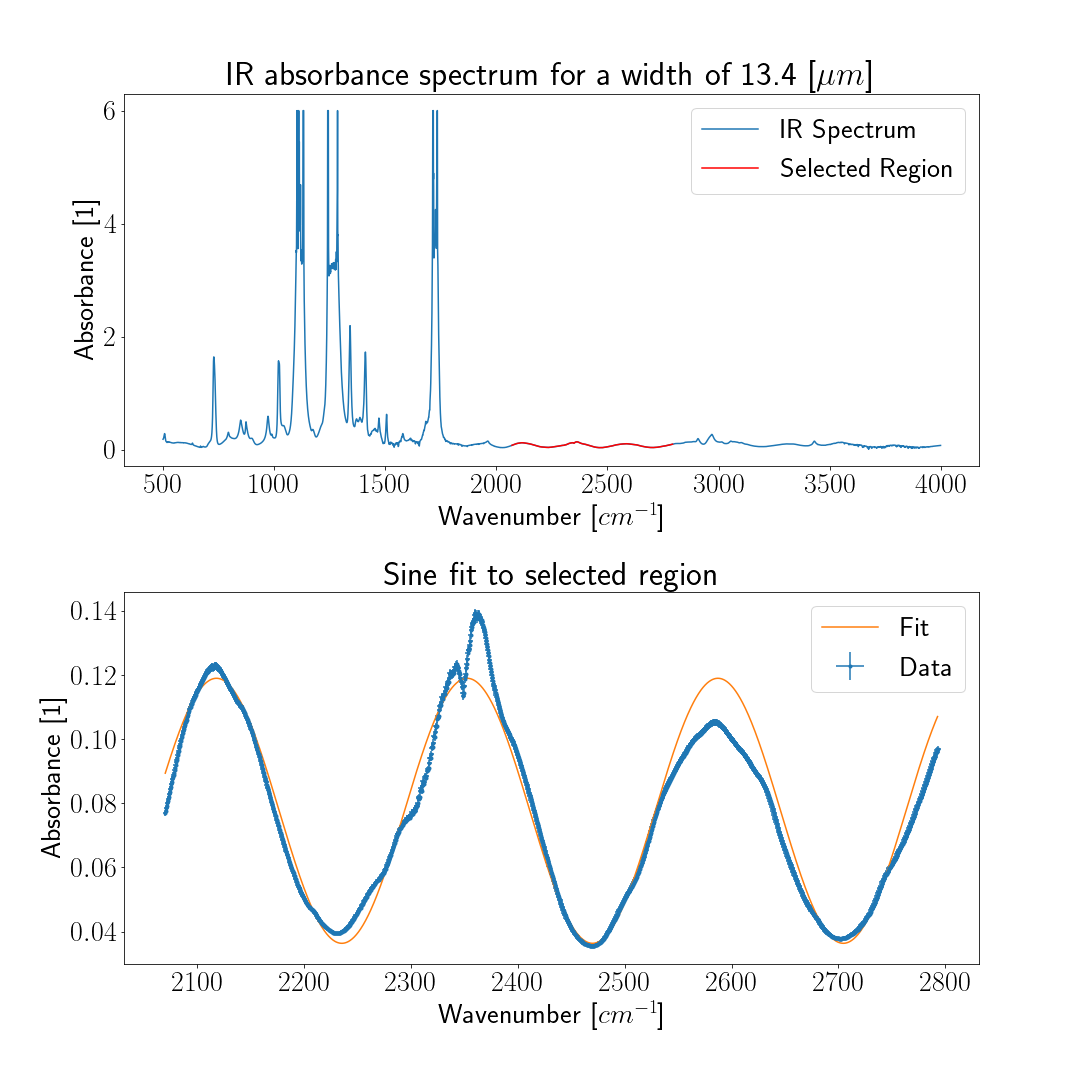 IR absorbance spectrum for a width of 13.4 [μm]
6
4
2
0
Absorbance [1]
IR Spectrum
Selected Region
500 1000 1500 2000 2500 3000 3500 4000
Wavenumber [cm⁻¹]
Sine fit to selected region
0.14
0.12
0.10
0.08
0.06
0.04
Absorbance [1]
Fit
Data
2100 2200 2300 2400 2500 2600 2700 2800
Wavenumber [cm⁻¹]